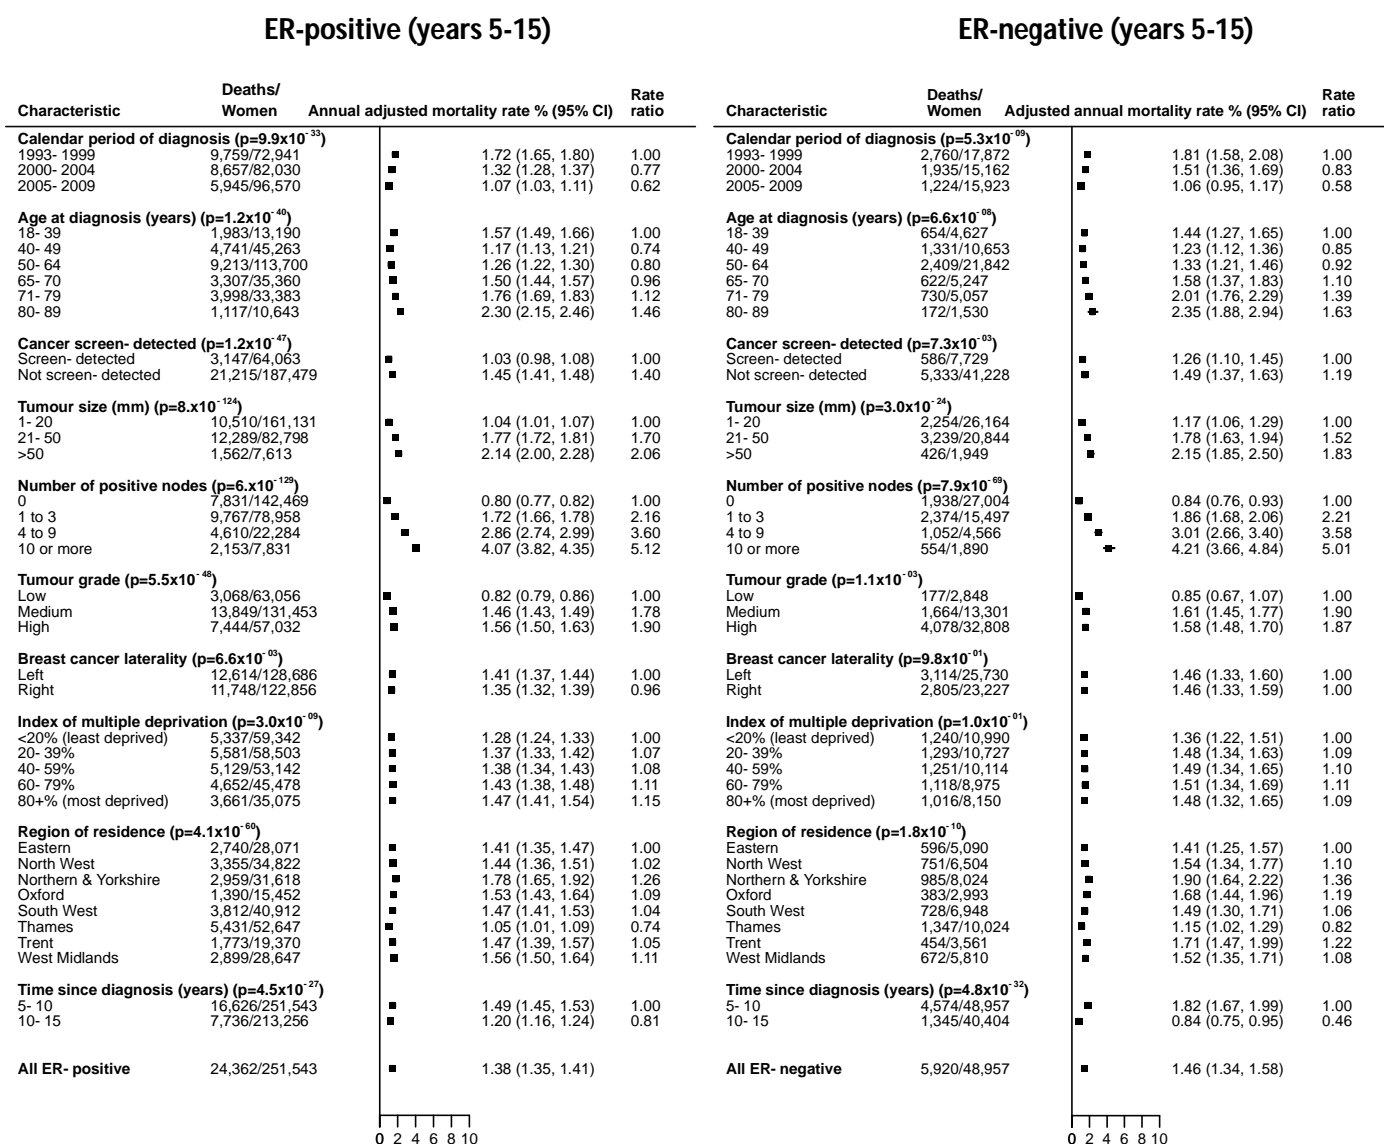 ER-positive (years 5-15)
Characteristic Deaths/ Women Annual adjusted mortality rate % (95% CI) Rate ratio
Calendar period of diagnosis (p=9.9x10⁻³³)
1993- 1999 9,759/72,941 1.72 (1.65, 1.80) 1.00
2000- 2004 8,657/82,030 1.32 (1.28, 1.37) 0.77
2005- 2009 5,945/96,570 1.07 (1.03, 1.11) 0.62
Age at diagnosis (years) (p=1.2x10⁻⁴⁰)
18- 39 1,983/13,190 1.57 (1.49, 1.66) 1.00
40- 49 4,741/45,263 1.17 (1.13, 1.21) 0.74
50- 64 9,213/113,700 1.26 (1.22, 1.30) 0.80
65- 70 3,307/35,360 1.50 (1.44, 1.57) 0.96
71- 79 3,998/33,383 1.76 (1.69, 1.83) 1.12
80- 89 1,117/10,643 2.30 (2.15, 2.46) 1.46
Cancer screen- detected (p=1.2x10⁻⁴⁷)
Screen- detected 3,147/64,063 1.03 (0.98, 1.08) 1.00
Not screen- detected 21,215/187,479 1.45 (1.41, 1.48) 1.40
Tumour size (mm) (p=8.x10⁻¹²⁴)
1- 20 10,510/161,131 1.04 (1.01, 1.07) 1.00
21- 50 12,289/82,798 1.77 (1.72, 1.81) 1.70
>50 1,562/7,613 2.14 (2.00, 2.28) 2.06
Number of positive nodes (p=6.x10⁻¹²⁹)
0 7,831/142,469 0.80 (0.77, 0.82) 1.00
1 to 3 9,767/78,958 1.72 (1.66, 1.78) 2.16
4 to 9 4,610/22,284 2.86 (2.74, 2.99) 3.60
10 or more 2,153/7,831 4.07 (3.82, 4.35) 5.12
Tumour grade (p=5.5x10⁻⁴⁸)
Low 3,068/63,056 0.82 (0.79, 0.86) 1.00
Medium 13,849/131,453 1.46 (1.43, 1.49) 1.78
High 7,444/57,032 1.56 (1.50, 1.63) 1.90
Breast cancer laterality (p=6.6x10⁻⁰³)
Left 12,614/128,686 1.41 (1.37, 1.44) 1.00
Right 11,748/122,856 1.35 (1.32, 1.39) 0.96
Index of multiple deprivation (p=3.0x10⁻⁰⁹)
<20% (least deprived) 5,337/59,342 1.28 (1.24, 1.33) 1.00
20- 39% 5,581/58,503 1.37 (1.33, 1.42) 1.07
40- 59% 5,129/53,142 1.38 (1.34, 1.43) 1.08
60- 79% 4,652/45,478 1.43 (1.38, 1.48) 1.11
80+% (most deprived) 3,661/35,075 1.47 (1.41, 1.54) 1.15
Region of residence (p=4.1x10⁻⁶⁰)
Eastern 2,740/28,071 1.41 (1.35, 1.47) 1.00
North West 3,355/34,822 1.44 (1.36, 1.51) 1.02
Northern & Yorkshire 2,959/31,618 1.78 (1.65, 1.92) 1.26
Oxford 1,390/15,452 1.53 (1.43, 1.64) 1.09
South West 3,812/40,912 1.47 (1.41, 1.53) 1.04
Thames 5,431/52,647 1.05 (1.01, 1.09) 0.74
Trent 1,773/19,370 1.47 (1.39, 1.57) 1.05
West Midlands 2,899/28,647 1.56 (1.50, 1.64) 1.11
Time since diagnosis (years) (p=4.5x10⁻²⁷)
5- 10 16,626/251,543 1.49 (1.45, 1.53) 1.00
10- 15 7,736/213,256 1.20 (1.16, 1.24) 0.81
All ER- positive 24,362/251,543 1.38 (1.35, 1.41)
0 2 4 6 8 10
ER-negative (years 5-15)
Characteristic Deaths/ Women Adjusted annual mortality rate % (95% CI) Rate ratio
Calendar period of diagnosis (p=5.3x10⁻⁰⁹)
1993- 1999 2,760/17,872 1.81 (1.58, 2.08) 1.00
2000- 2004 1,935/15,162 1.51 (1.36, 1.69) 0.83
2005- 2009 1,224/15,923 1.06 (0.95, 1.17) 0.58
Age at diagnosis (years) (p=6.6x10⁻⁰⁸)
18- 39 654/4,627 1.44 (1.27, 1.65) 1.00
40- 49 1,331/10,653 1.23 (1.12, 1.36) 0.85
50- 64 2,409/21,842 1.33 (1.21, 1.46) 0.92
65- 70 622/5,247 1.58 (1.37, 1.83) 1.10
71- 79 730/5,057 2.01 (1.76, 2.29) 1.39
80- 89 172/1,530 2.35 (1.88, 2.94) 1.63
Cancer screen- detected (p=7.3x10⁻⁰³)
Screen- detected 586/7,729 1.26 (1.10, 1.45) 1.00
Not screen- detected 5,333/41,228 1.49 (1.37, 1.63) 1.19
Tumour size (mm) (p=3.0x10⁻²⁴)
1- 20 2,254/26,164 1.17 (1.06, 1.29) 1.00
21- 50 3,239/20,844 1.78 (1.63, 1.94) 1.52
>50 426/1,949 2.15 (1.85, 2.50) 1.83
Number of positive nodes (p=7.9x10⁻⁶⁹)
0 1,938/27,004 0.84 (0.76, 0.93) 1.00
1 to 3 2,374/15,497 1.86 (1.68, 2.06) 2.21
4 to 9 1,052/4,566 3.01 (2.66, 3.40) 3.58
10 or more 554/1,890 4.21 (3.66, 4.84) 5.01
Tumour grade (p=1.1x10⁻⁰³)
Low 177/2,848 0.85 (0.67, 1.07) 1.00
Medium 1,664/13,301 1.61 (1.45, 1.77) 1.90
High 4,078/32,808 1.58 (1.48, 1.70) 1.87
Breast cancer laterality (p=9.8x10⁻⁰¹)
Left 3,114/25,730 1.46 (1.33, 1.60) 1.00
Right 2,805/23,227 1.46 (1.33, 1.59) 1.00
Index of multiple deprivation (p=1.0x10⁻⁰¹)
<20% (least deprived) 1,240/10,990 1.36 (1.22, 1.51) 1.00
20- 39% 1,293/10,727 1.48 (1.34, 1.63) 1.09
40- 59% 1,251/10,114 1.49 (1.34, 1.65) 1.10
60- 79% 1,118/8,975 1.51 (1.34, 1.69) 1.11
80+% (most deprived) 1,016/8,150 1.48 (1.32, 1.65) 1.09
Region of residence (p=1.8x10⁻¹⁰)
Eastern 596/5,090 1.41 (1.25, 1.57) 1.00
North West 751/6,504 1.54 (1.34, 1.77) 1.10
Northern & Yorkshire 985/8,024 1.90 (1.64, 2.22) 1.36
Oxford 383/2,993 1.68 (1.44, 1.96) 1.19
South West 728/6,948 1.49 (1.30, 1.71) 1.06
Thames 1,347/10,024 1.15 (1.02, 1.29) 0.82
Trent 454/3,561 1.71 (1.47, 1.99) 1.22
West Midlands 672/5,810 1.52 (1.35, 1.71) 1.08
Time since diagnosis (years) (p=4.8x10⁻³²)
5- 10 4,574/48,957 1.82 (1.67, 1.99) 1.00
10- 15 1,345/40,404 0.84 (0.75, 0.95) 0.46
All ER- negative 5,920/48,957 1.46 (1.34, 1.58)
0 2 4 6 8 10